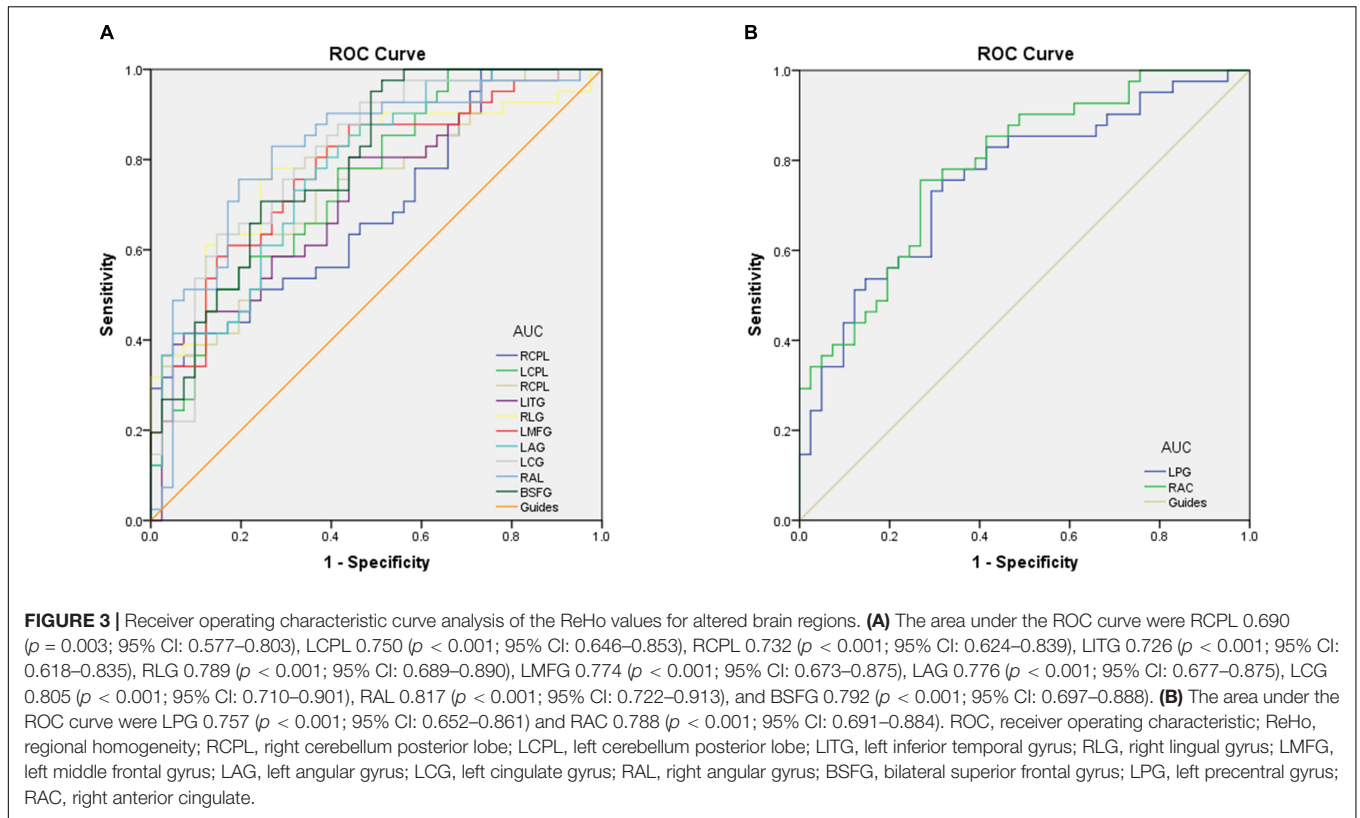 A
ROC Curve
1.0
0.8
0.6
0.4
0.2
0.0
Sensitivity
0.0 0.2 0.4 0.6 0.8 1.0
1 - Specificity
AUC
RCPL
LCPL
RCPL
LITG
RLG
LMFG
LAG
LCG
RAL
BSFG
Guides
B
ROC Curve
1.0
0.8
0.6
0.4
0.2
0.0
Sensitivity
0.0 0.2 0.4 0.6 0.8 1.0
1 - Specificity
AUC
LPG
RAC
Guides
FIGURE 3 | Receiver operating characteristic curve analysis of the ReHo values for altered brain regions. (A) The area under the ROC curve were RCPL 0.690
(p = 0.003; 95% CI: 0.577–0.803), LCPL 0.750 (p < 0.001; 95% CI: 0.646–0.853), RCPL 0.732 (p < 0.001; 95% CI: 0.624–0.839), LITG 0.726 (p < 0.001; 95% CI:
0.618–0.835), RLG 0.789 (p < 0.001; 95% CI: 0.689–0.890), LMFG 0.774 (p < 0.001; 95% CI: 0.673–0.875), LAG 0.776 (p < 0.001; 95% CI: 0.677–0.875), LCG
0.805 (p < 0.001; 95% CI: 0.710–0.901), RAL 0.817 (p < 0.001; 95% CI: 0.722–0.913), and BSFG 0.792 (p < 0.001; 95% CI: 0.697–0.888). (B) The area under the
ROC curve were LPG 0.757 (p < 0.001; 95% CI: 0.652–0.861) and RAC 0.788 (p < 0.001; 95% CI: 0.691–0.884). ROC, receiver operating characteristic; ReHo,
regional homogeneity; RCPL, right cerebellum posterior lobe; LCPL, left cerebellum posterior lobe; LITG, left inferior temporal gyrus; RLG, right lingual gyrus; LMFG,
left middle frontal gyrus; LAG, left angular gyrus; LCG, left cingulate gyrus; RAL, right angular gyrus; BSFG, bilateral superior frontal gyrus; LPG, left precentral gyrus;
RAC, right anterior cingulate.